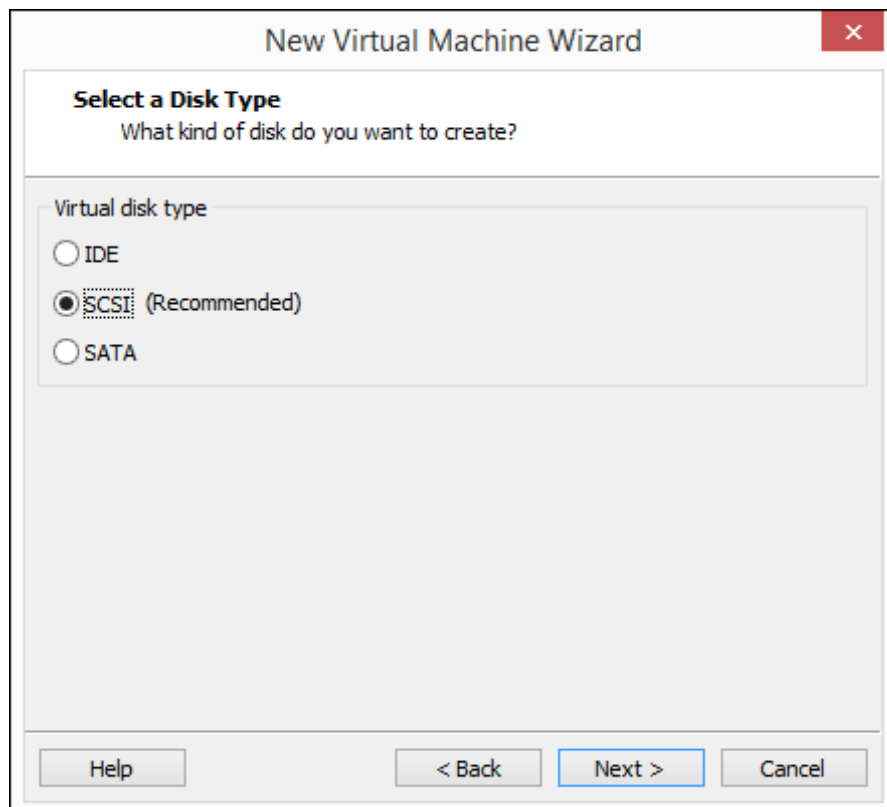 New Virtual Machine Wizard
Select a Disk Type
What kind of disk do you want to create?
Virtual disk type
IDE
SCSI (Recommended)
SATA
Help < Back Next > Cancel